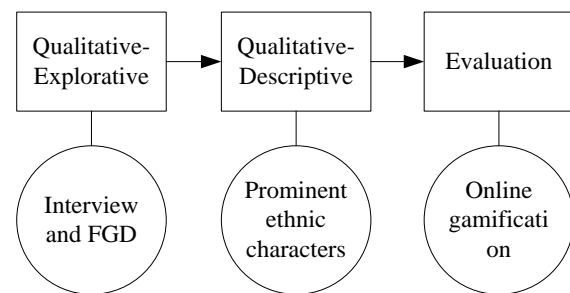 Qualitative-
Explorative
Qualitative-
Descriptive
Evaluation
Interview
and FGD
Prominent
ethnic
characters
Online
gamificati
on